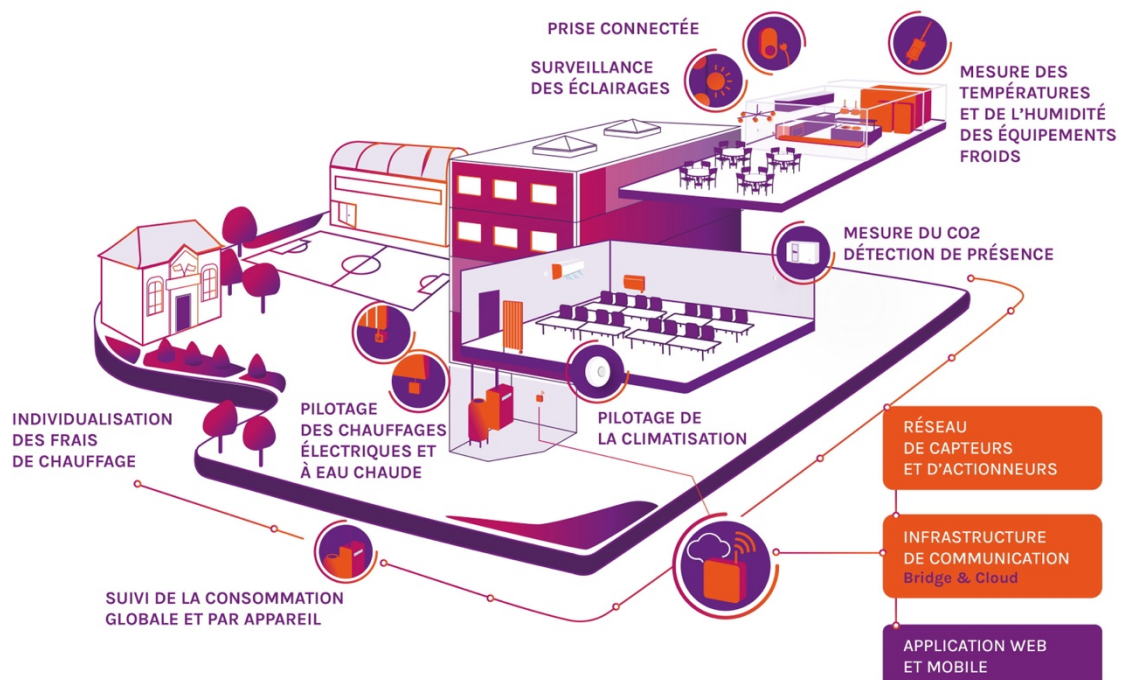 PRISE CONNECTÉE
SURVEILLANCE
DES ÉCLAIRAGES
MESURE DES
TEMPÉRATURES
ET DE L'HUMIDITÉ
DES ÉQUIPEMENTS
FROIDS
MESURE DU CO2
DÉTECTION DE PRÉSENCE
INDIVIDUALISATION
DES FRAIS
DE CHAUFFAGE
PILOTAGE
DES CHAUFFAGES
ÉLECTRIQUES ET
À EAU CHAUDE
PILOTAGE DE
LA CLIMATISATION
RÉSEAU
DE CAPTEURS
ET D'ACTIONNEURS
INFRASTRUCTURE
DE COMMUNICATION
Bridge & Cloud
SUIVI DE LA CONSOMMATION
GLOBALE ET PAR APPAREIL
APPLICATION WEB
ET MOBILE